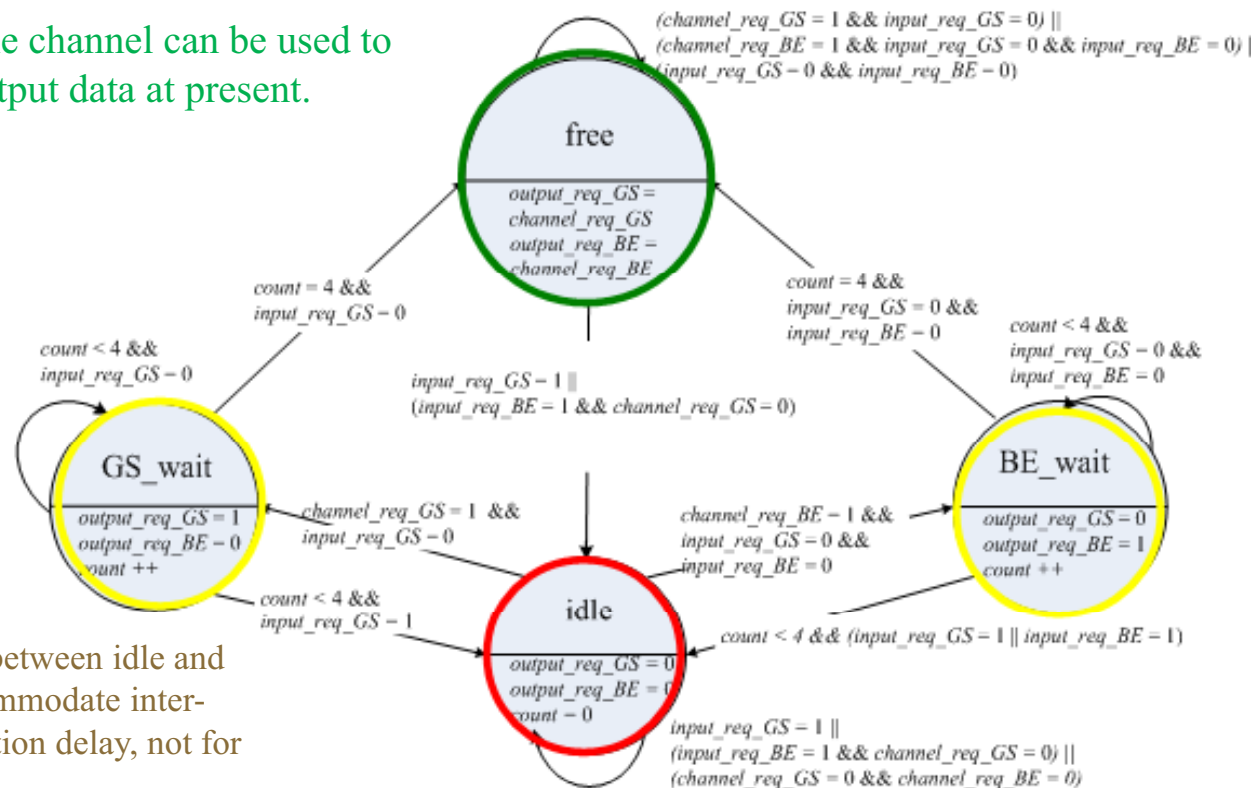 (channel_req_GS = 1 && input_req_GS = 0) ||
(channel_req_BE = 1 && input_req_GS = 0 && input_req_BE = 0) ||
(input_req_GS = 0 && input_req_BE = 0)
channel can be used to
output data at present.
free
output_req_GS =
channel_req_GS
output_req_BE =
channel_req_BE
count = 4 &&
input_req_GS = 0
count = 4 &&
input_req_GS = 0 &&
input_req_BE = 0
count < 4 &&
input_req_GS = 0
count < 4 &&
input_req_GS = 0 &&
input_req_BE = 0
input_req_GS = 1 ||
(input_req_BE = 1 && channel_req_GS = 0)
GS_wait
output_req_GS = 1
output_req_BE = 0
count ++
BE_wait
output_req_GS = 0
output_req_BE = 1
count ++
channel_req_GS = 1 &&
input_req_GS = 0
channel_req_BE = 1 &&
input_req_GS = 0 &&
input_req_BE = 0
count < 4 &&
input_req_GS = 1
idle
output_req_GS = 0
output_req_BE = 0
count = 0
count < 4 && (input_req_GS = 1 || input_req_BE = 1)
between idle and
inter-
delay, not for
input_req_GS = 1 ||
(input_req_BE = 1 && channel_req_GS = 0) ||
(channel_req_GS = 0 && channel_req_BE = 0)